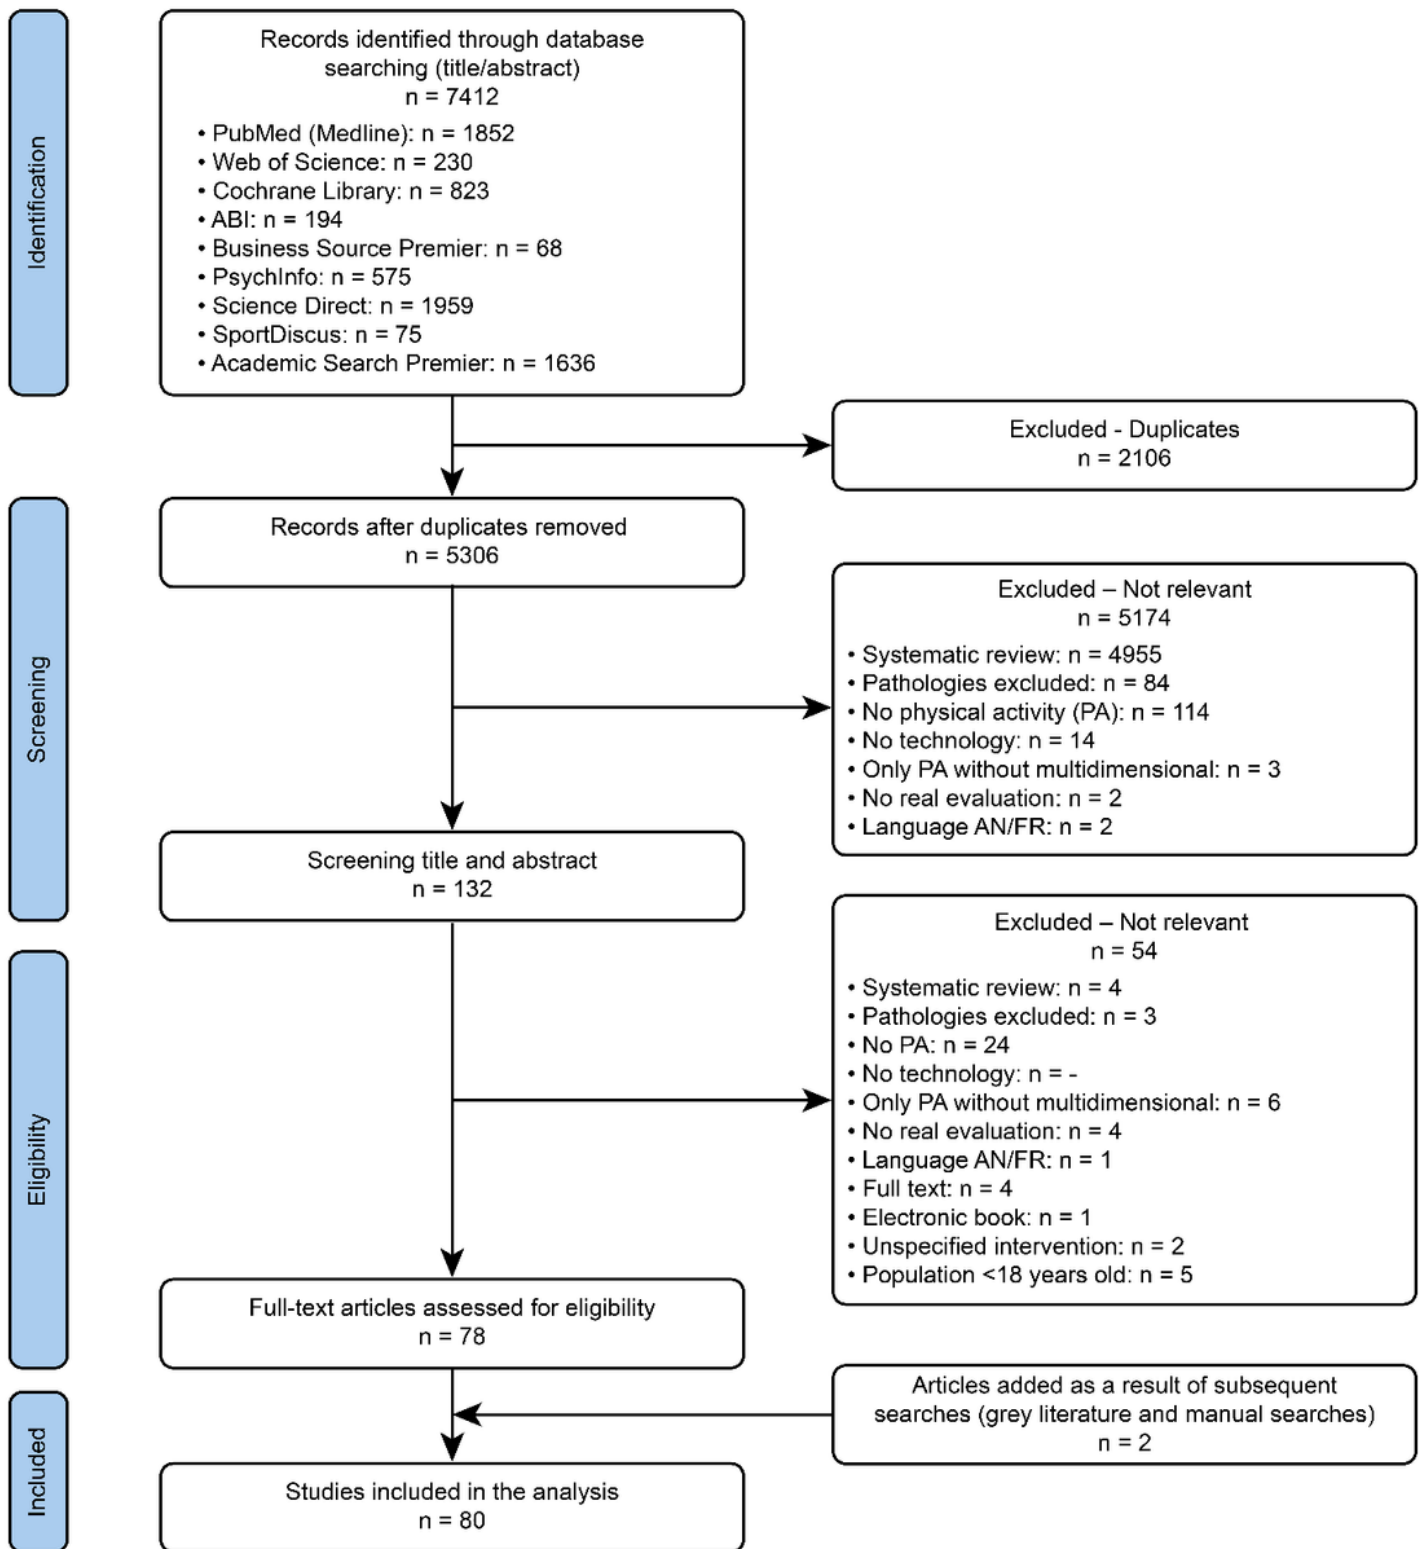 Identification
Records identified through database
searching (title/abstract)
n = 7412
• PubMed (Medline): n = 1852
• Web of Science: n = 230
• Cochrane Library: n = 823
• ABI: n = 194
• Business Source Premier: n = 68
• PsychInfo: n = 575
• Science Direct: n = 1959
• SportDiscus: n = 75
• Academic Search Premier: n = 1636
Excluded - Duplicates
n = 2106
Screening
Records after duplicates removed
n = 5306
Excluded – Not relevant
n = 5174
• Systematic review: n = 4955
• Pathologies excluded: n = 84
• No physical activity (PA): n = 114
• No technology: n = 14
• Only PA without multidimensional: n = 3
• No real evaluation: n = 2
• Language AN/FR: n = 2
Screening title and abstract
n = 132
Eligibility
Excluded – Not relevant
n = 54
• Systematic review: n = 4
• Pathologies excluded: n = 3
• No PA: n = 24
• No technology: n = -
• Only PA without multidimensional: n = 6
• No real evaluation: n = 4
• Language AN/FR: n = 1
• Full text: n = 4
• Electronic book: n = 1
• Unspecified intervention: n = 2
• Population <18 years old: n = 5
Full-text articles assessed for eligibility
n = 78
Included
Articles added as a result of subsequent
searches (grey literature and manual searches)
n = 2
Studies included in the analysis
n = 80